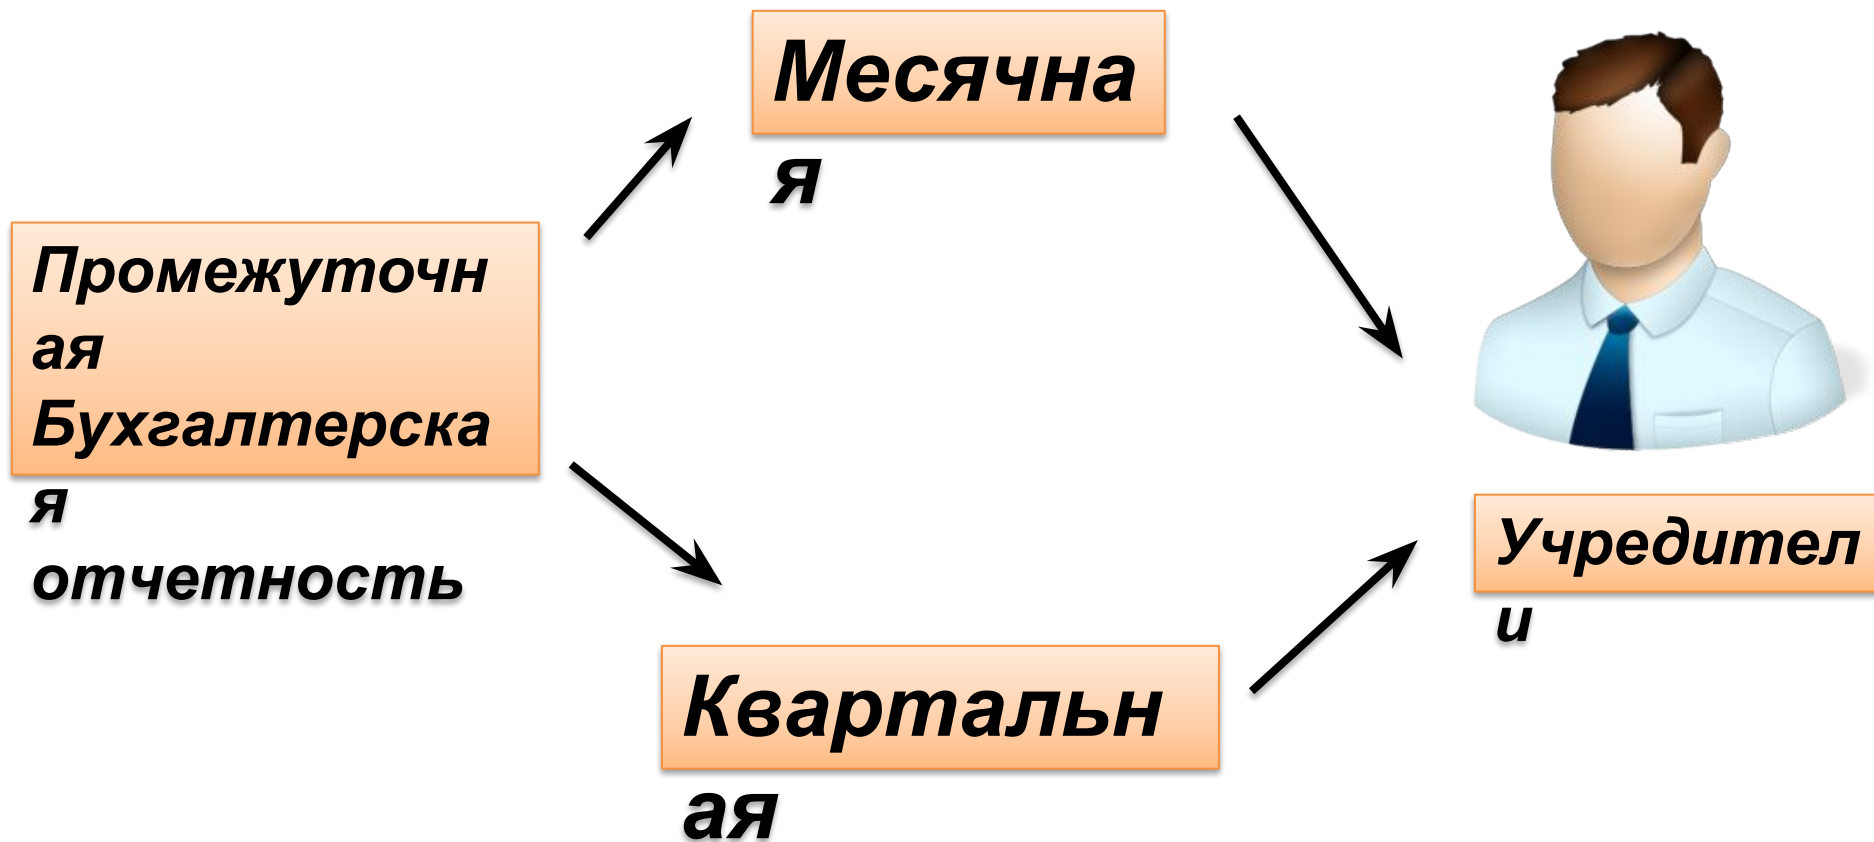 Месячна
я
Промежуточн
ая
Бухгалтерска
я
отчетность
Учредител
и
Квартальн
ая